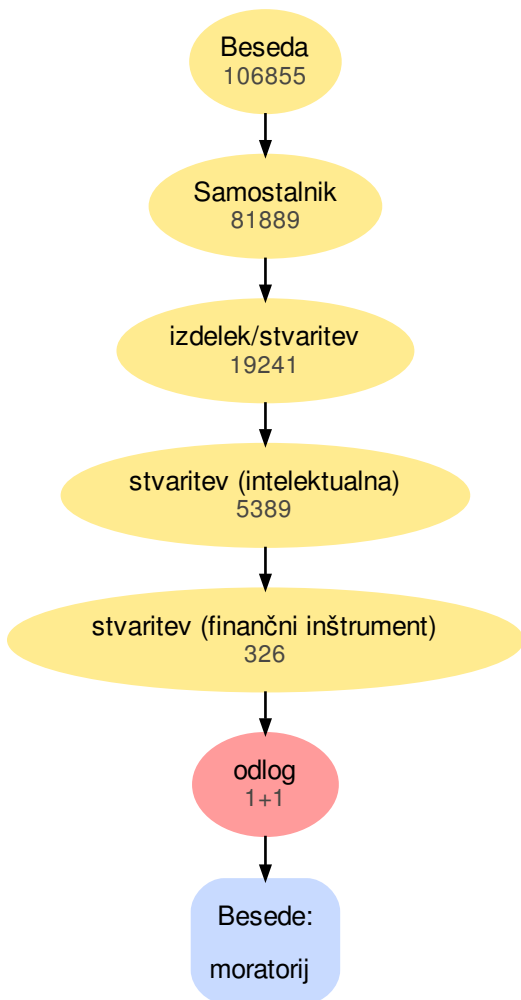 Beseda
106855
Samostalnik
81889
izdelek/stvaritev
19241
stvaritev (intelektualna)
5389
stvaritev (finančni inštrument)
326
odlog
1+1
Besede:
moratorij